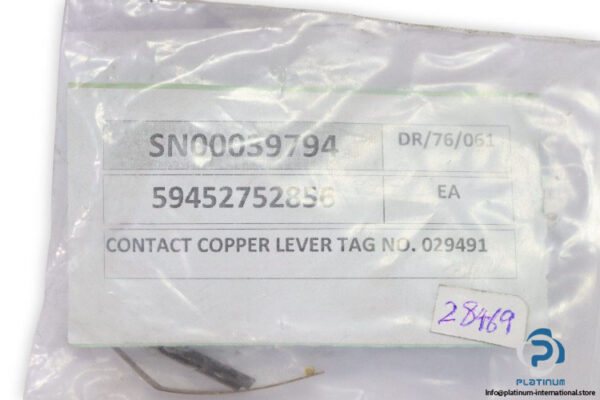 SN00039794
DR/76/061
59452752856
EA
CONTACT COPPER LEVER TAG NO. 029491
28469
PLATINUM
Info@platinum-international.store